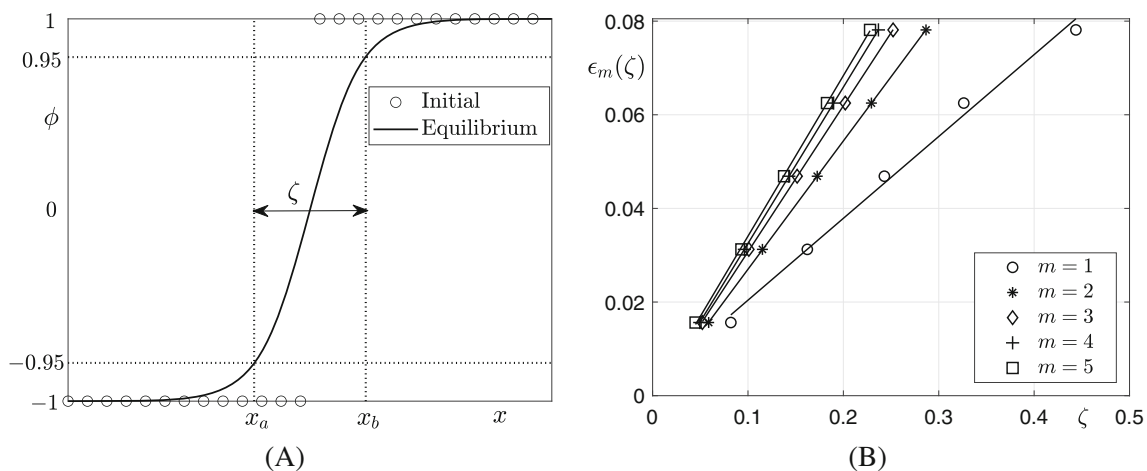 1
0.95
ϕ
0
−0.95
−1
Initial
Equilibrium
ζ
x_a
x_b
x
(A)
0.08
ϵ_m(ζ)
0.06
0.04
0.02
0
m = 1
m = 2
m = 3
m = 4
m = 5
0
0.1
0.2
0.3
0.4
ζ
0.5
(B)